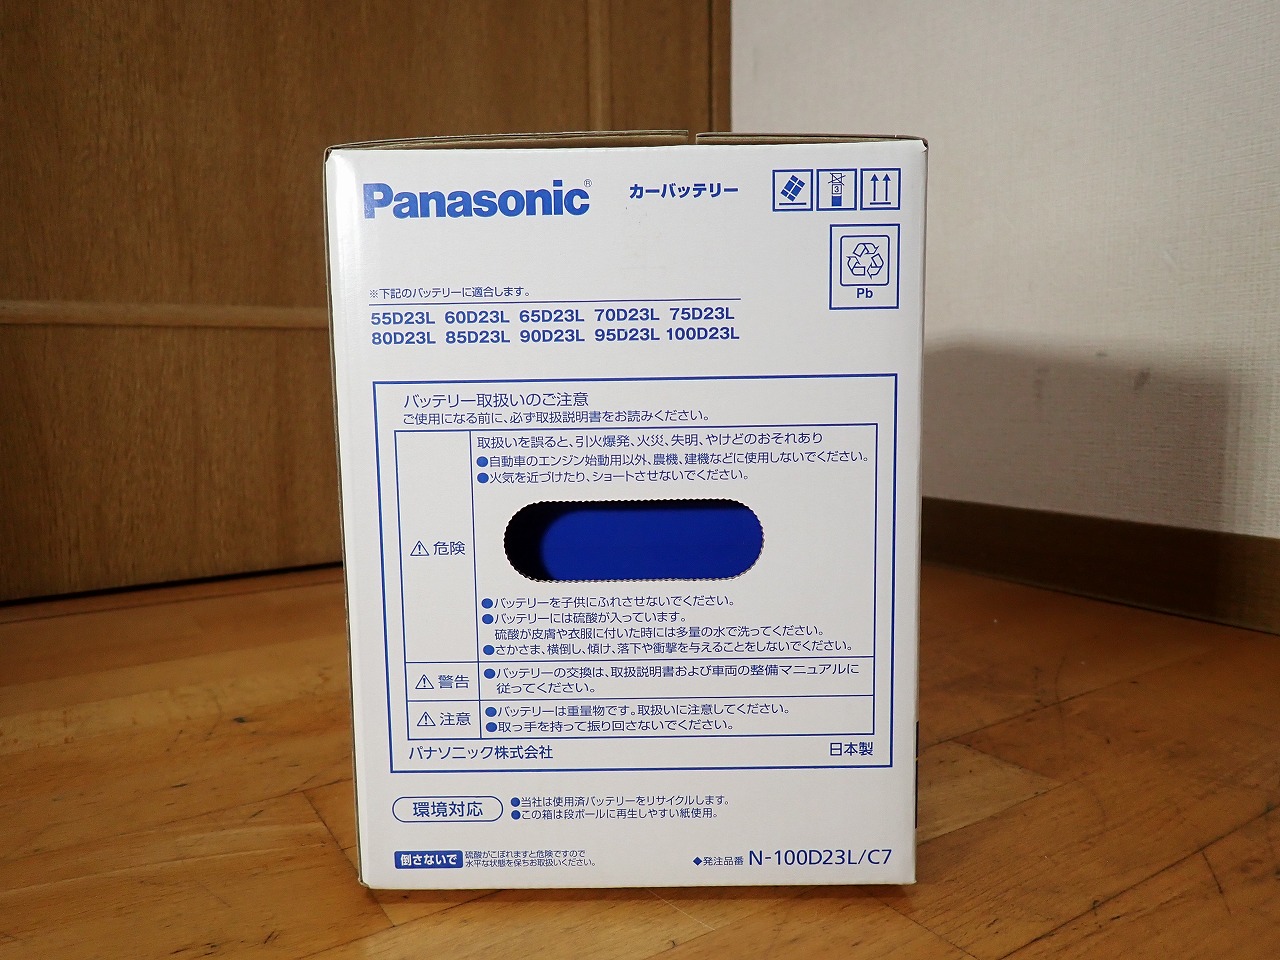 Panasonic®
カーバッテリー
3
Pb
※下記のバッテリーに適合します。
55D23L 60D23L 65D23L 70D23L 75D23L
80D23L 85D23L 90D23L 95D23L 100D23L
バッテリー取扱いのご注意
ご使用になる前に、必ず取扱説明書をお読みください。
危険
取扱いを誤ると、引火爆発、火災、失明、やけどのおそれあり
●自動車のエンジン始動用以外、農機、建機などに使用しないでください。
●火気を近づけたり、ショートさせないでください。
●バッテリーを子供にふれさせないでください。
●バッテリーには硫酸が入っています。
硫酸が皮膚や衣服に付いた時には多量の水で洗ってください。
●さかさま、横倒し、傾け、落下や衝撃を与えることをしないでください。
警告
●バッテリーの交換は、取扱説明書および車両の整備マニュアルに
従ってください。
注意
●バッテリーは重量物です。取扱いに注意してください。
●取っ手を持って振り回さないでください。
パナソニック株式会社 日本製
環境対応
●当社は使用済バッテリーをリサイクルします。
●この箱は段ボールに再生しやすい紙使用。
倒さないで
硫酸がこぼれますと危険ですので
水平な状態を保ちお取扱いください。
◆発注品番 N-100D23L/C7